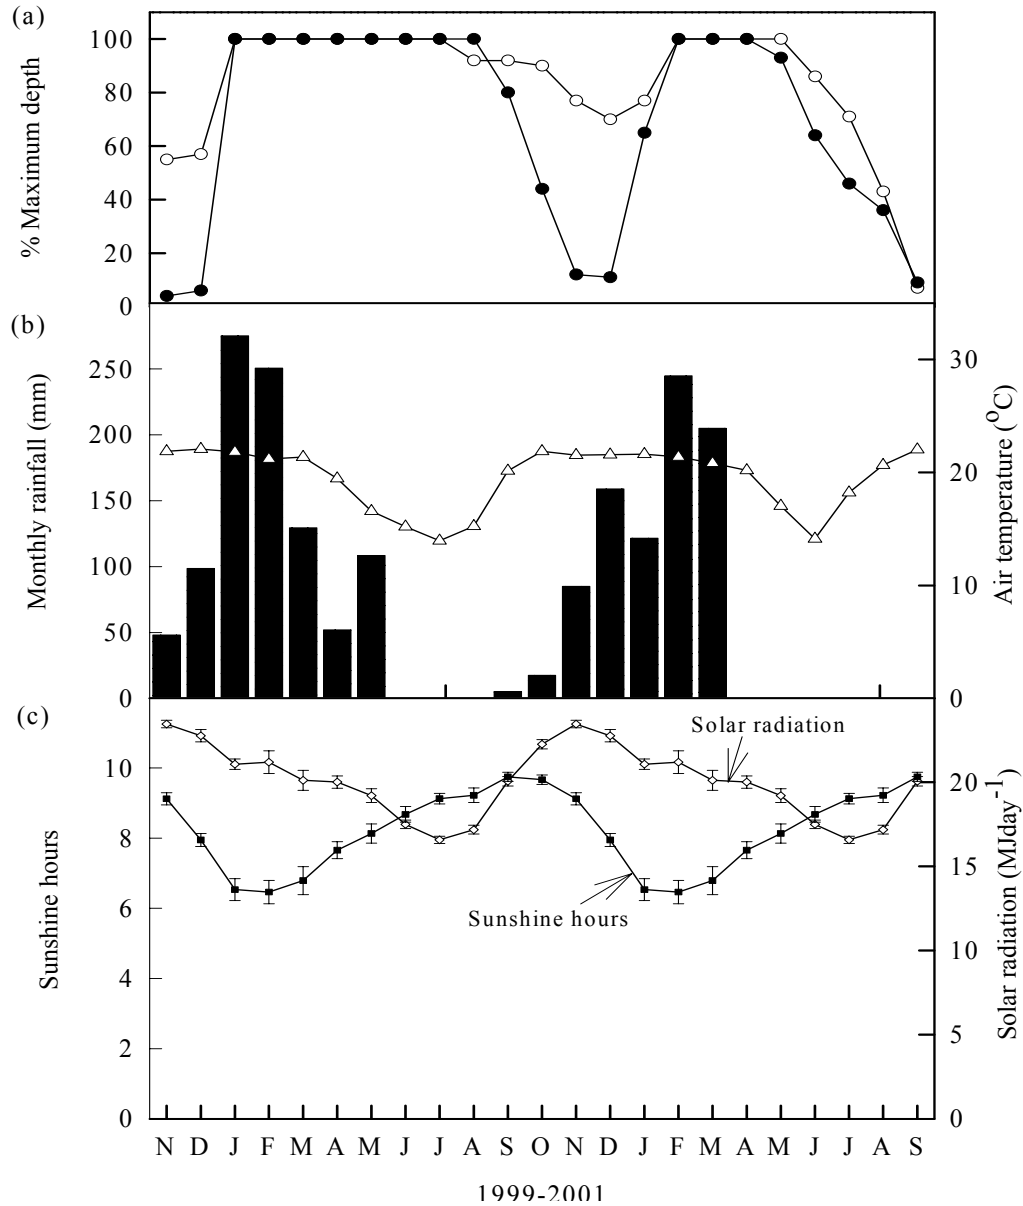 (a)
% Maximum depth
100
80
60
40
20
0
(b)
Monthly rainfall (mm)
250
200
150
100
50
0
Air temperature (°C)
30
20
10
0
(c)
Sunshine hours
10
8
6
4
2
0
Solar radiation
Sunshine hours
Solar radiation (MJday⁻¹)
20
15
10
5
0
N D J F M A M J J A S O N D J F M A M J J A S
1999-2001